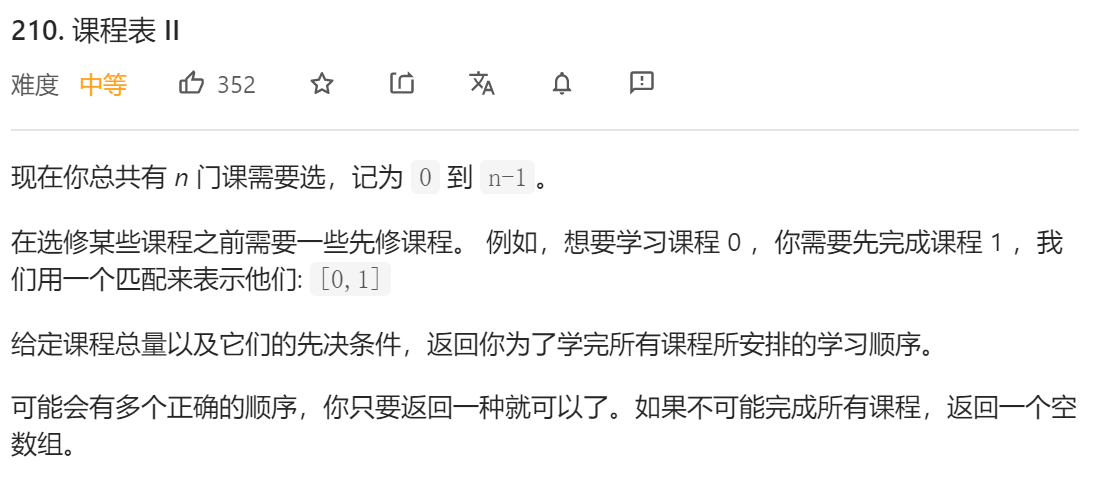 210. 课程表 II
难度 中等 352
现在你总共有 n 门课需要选，记为 0 到 n-1。
在选修某些课程之前需要一些先修课程。 例如，想要学习课程 0 ，你需要先完成课程 1 ，我
们用一个匹配来表示他们: [0,1]
给定课程总量以及它们的先决条件，返回你为了学完所有课程所安排的学习顺序。
可能会有多个正确的顺序，你只要返回一种就可以了。如果不可能完成所有课程，返回一个空
数组。